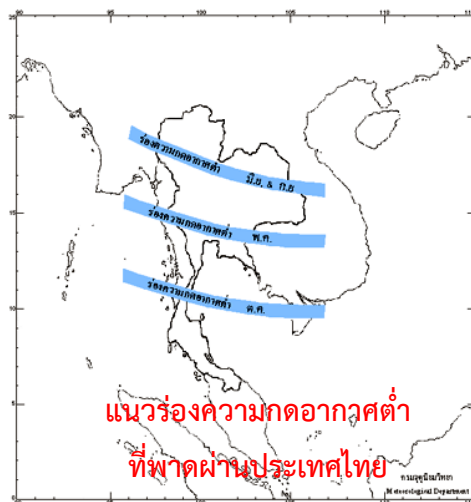 90 95 100 105 110 115
20
ร่องความกดอากาศต่ำ มิ.ย. & ก.ย
15
ร่องความกดอากาศต่ำ พ.ค.
10
ร่องความกดอากาศต่ำ ต.ค.
5
แนวร่องความกดอากาศต่ำ
ที่พาดผ่านประเทศไทย
กรมอุตุนิยมวิทยา
Meteorological Department